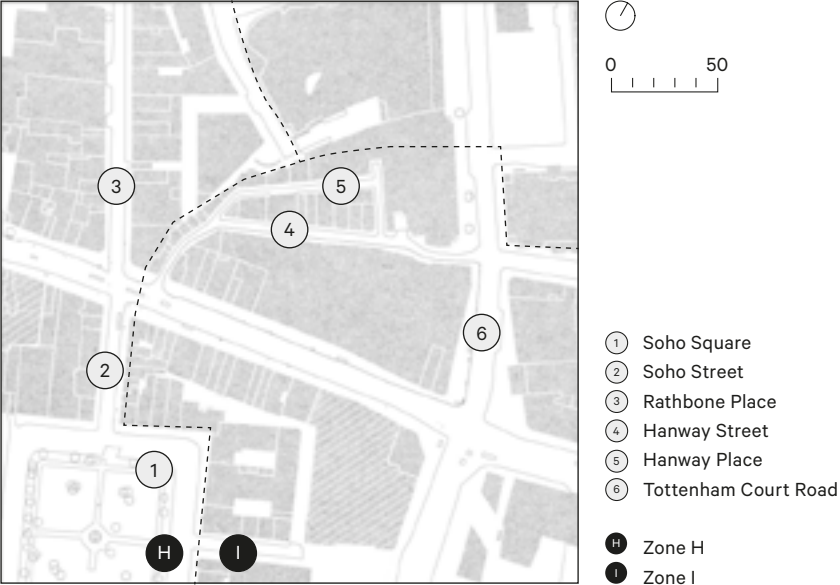 0 50
3
5
4
6
2
1
H I
1 Soho Square
2 Soho Street
3 Rathbone Place
4 Hanway Street
5 Hanway Place
6 Tottenham Court Road
H Zone H
I Zone I